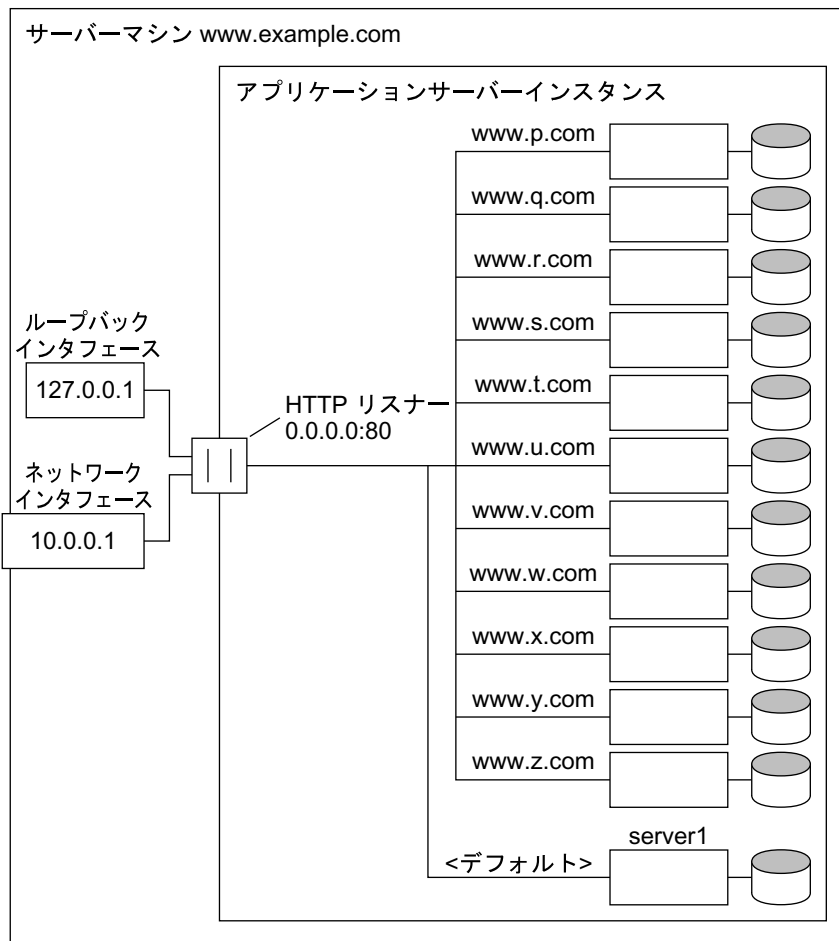 サーバーマシン www.example.com
アプリケーションサーバーインスタンス
www.p.com
www.q.com
www.r.com
www.s.com
www.t.com
www.u.com
www.v.com
www.w.com
www.x.com
www.y.com
www.z.com
ループバック
インタフェース
127.0.0.1
HTTP リスナー
0.0.0.0:80
ネットワーク
インタフェース
10.0.0.1
server1
<デフォルト>